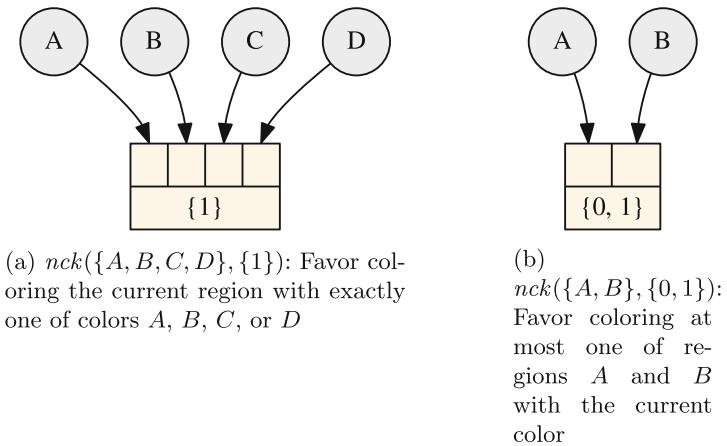 A B C D
{1}
(a) nck({A, B, C, D}, {1}): Favor col-
oring the current region with exactly
one of colors A, B, C, or D
A B
{0, 1}
(b)
nck({A, B}, {0, 1}):
Favor coloring at
most one of re-
gions A and B
with the current
color